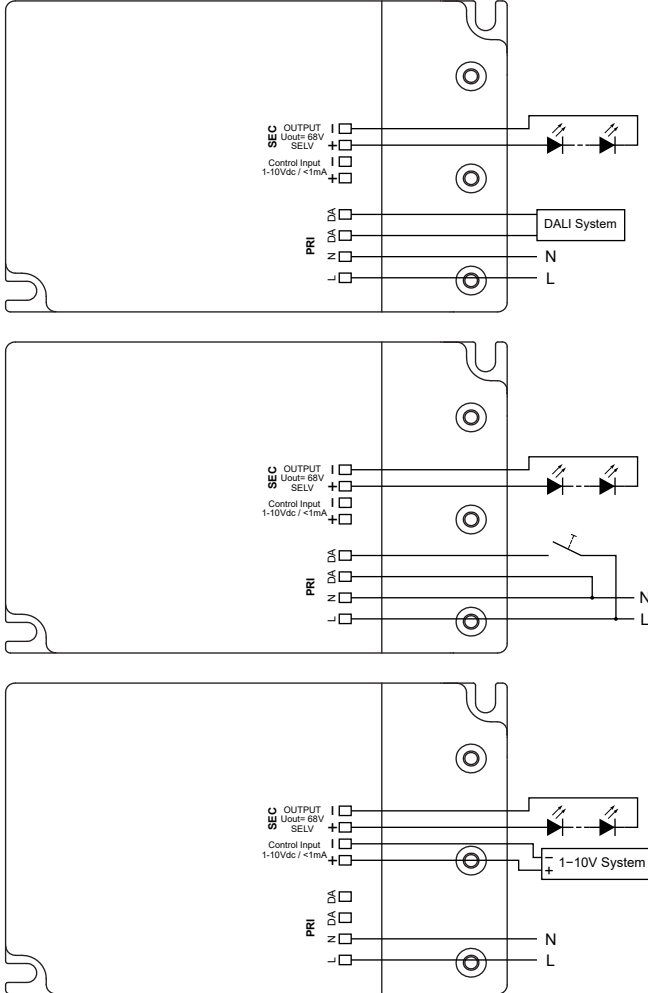 SEC
OUTPUT
Uout= 68V
SELV
I
+
Control Input
1-10Vdc / <1mA
I
+
PRI
DA
DA
N
L
DALI System
N
L
SEC
OUTPUT
Uout= 68V
SELV
I
+
Control Input
1-10Vdc / <1mA
I
+
PRI
DA
DA
N
L
N
L
SEC
OUTPUT
Uout= 68V
SELV
I
+
Control Input
1-10Vdc / <1mA
I
+
− 1−10V System
+
PRI
DA
DA
N
L
N
L